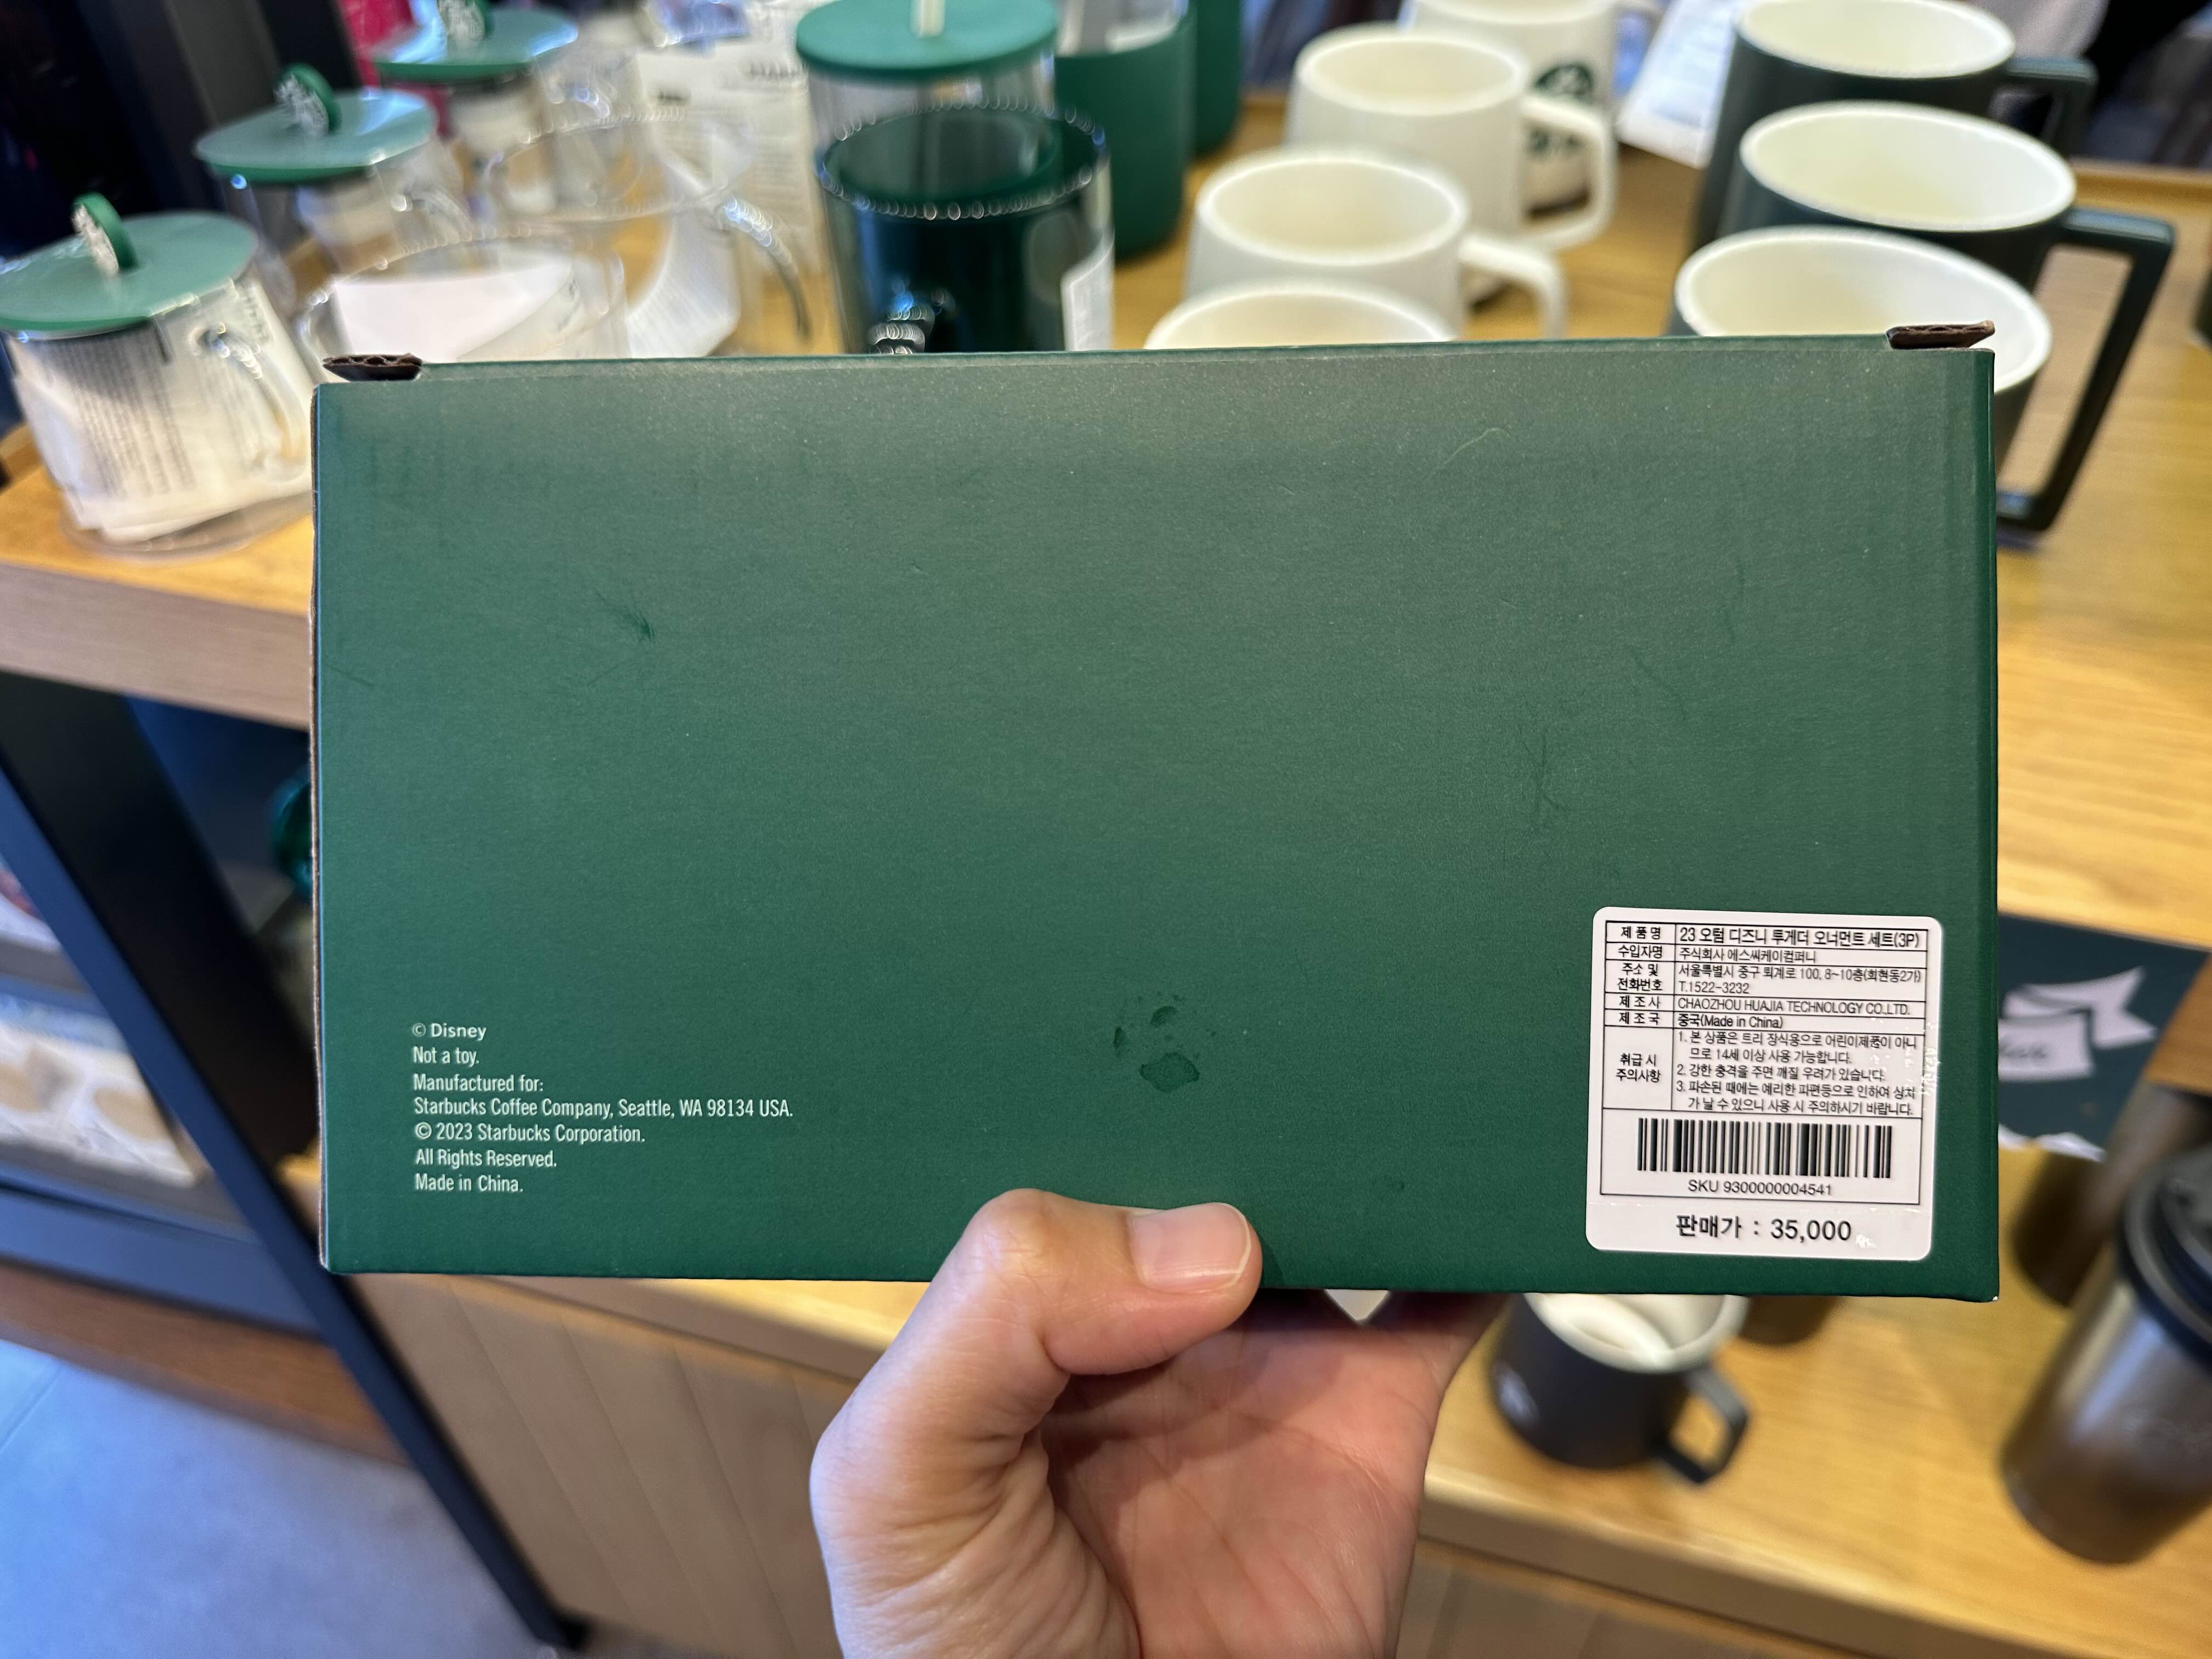 © Disney
Not a toy.
Manufactured for:
Starbucks Coffee Company, Seattle, WA 98134 USA.
© 2023 Starbucks Corporation.
All Rights Reserved.
Made in China.
제 품 명 23 오텀 디즈니 투게더 오너먼트 세트(3P)
수입자명 주식회사 에스씨케이컴퍼니
주소 및 서울특별시 중구 퇴계로 100, 8~10층(회현동2가)
전화번호 T.1522-3232
제 조 사 CHAOZHOU HUAJIA TECHNOLOGY CO.,LTD.
제 조 국 중국(Made in China)
취급 시
주의사항
1. 본 상품은 트리 장식용으로 어린이제품이 아니
므로 14세 이상 사용 가능합니다.
2. 강한 충격을 주면 깨질 우려가 있습니다.
3. 파손된 때에는 예리한 파편등으로 인하여 상처
가 날 수 있으니 사용 시 주의하시기 바랍니다.
SKU 9300000004541
판매가 : 35,000